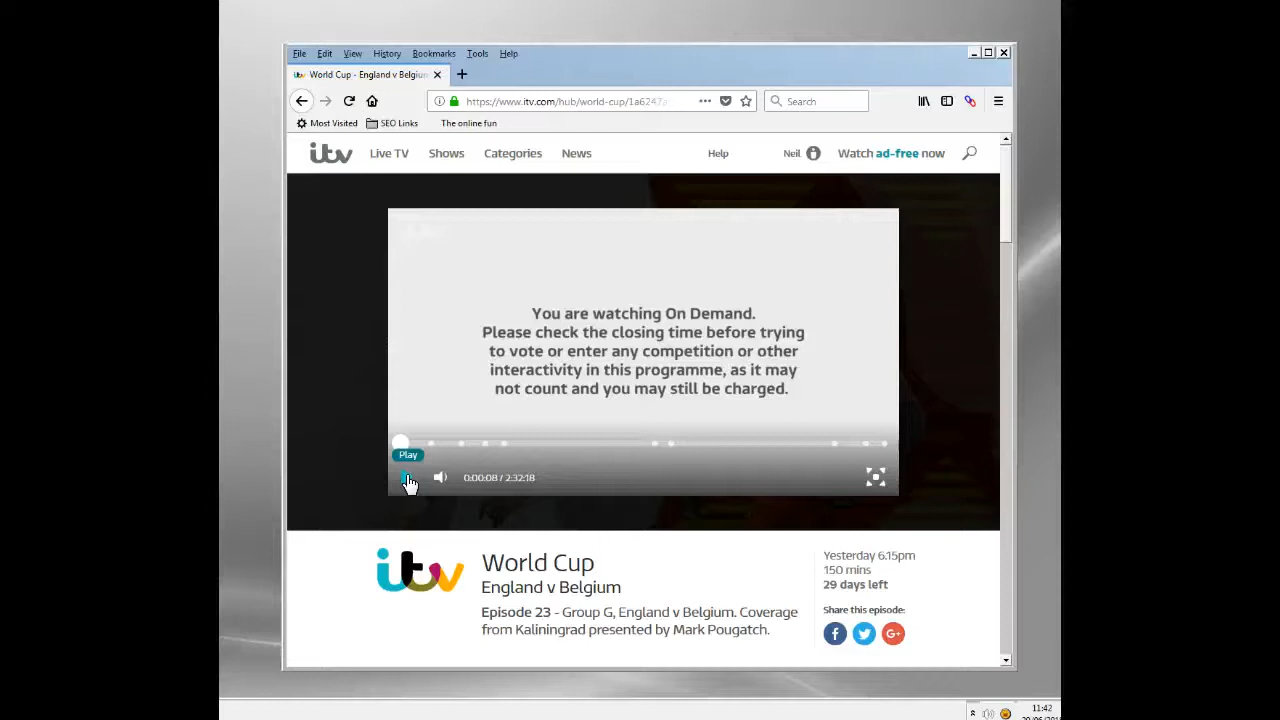 File Edit View History Bookmarks Tools Help
World Cup - England v Belgium
https://www.itv.com/hub/world-cup/1a6247a
Search
Most Visited SEO Links The online fun
itv Live TV Shows Categories News Help Neil Watch ad-free now
You are watching On Demand.
Please check the closing time before trying
to vote or enter any competition or other
interactivity in this programme, as it may
not count and you may still be charged.
Play
0:00:08 / 2:32:18
itv
World Cup
England v Belgium
Episode 23 - Group G, England v Belgium. Coverage
from Kaliningrad presented by Mark Pougatch.
Yesterday 6.15pm
150 mins
29 days left
Share this episode:
f
G+
11:42